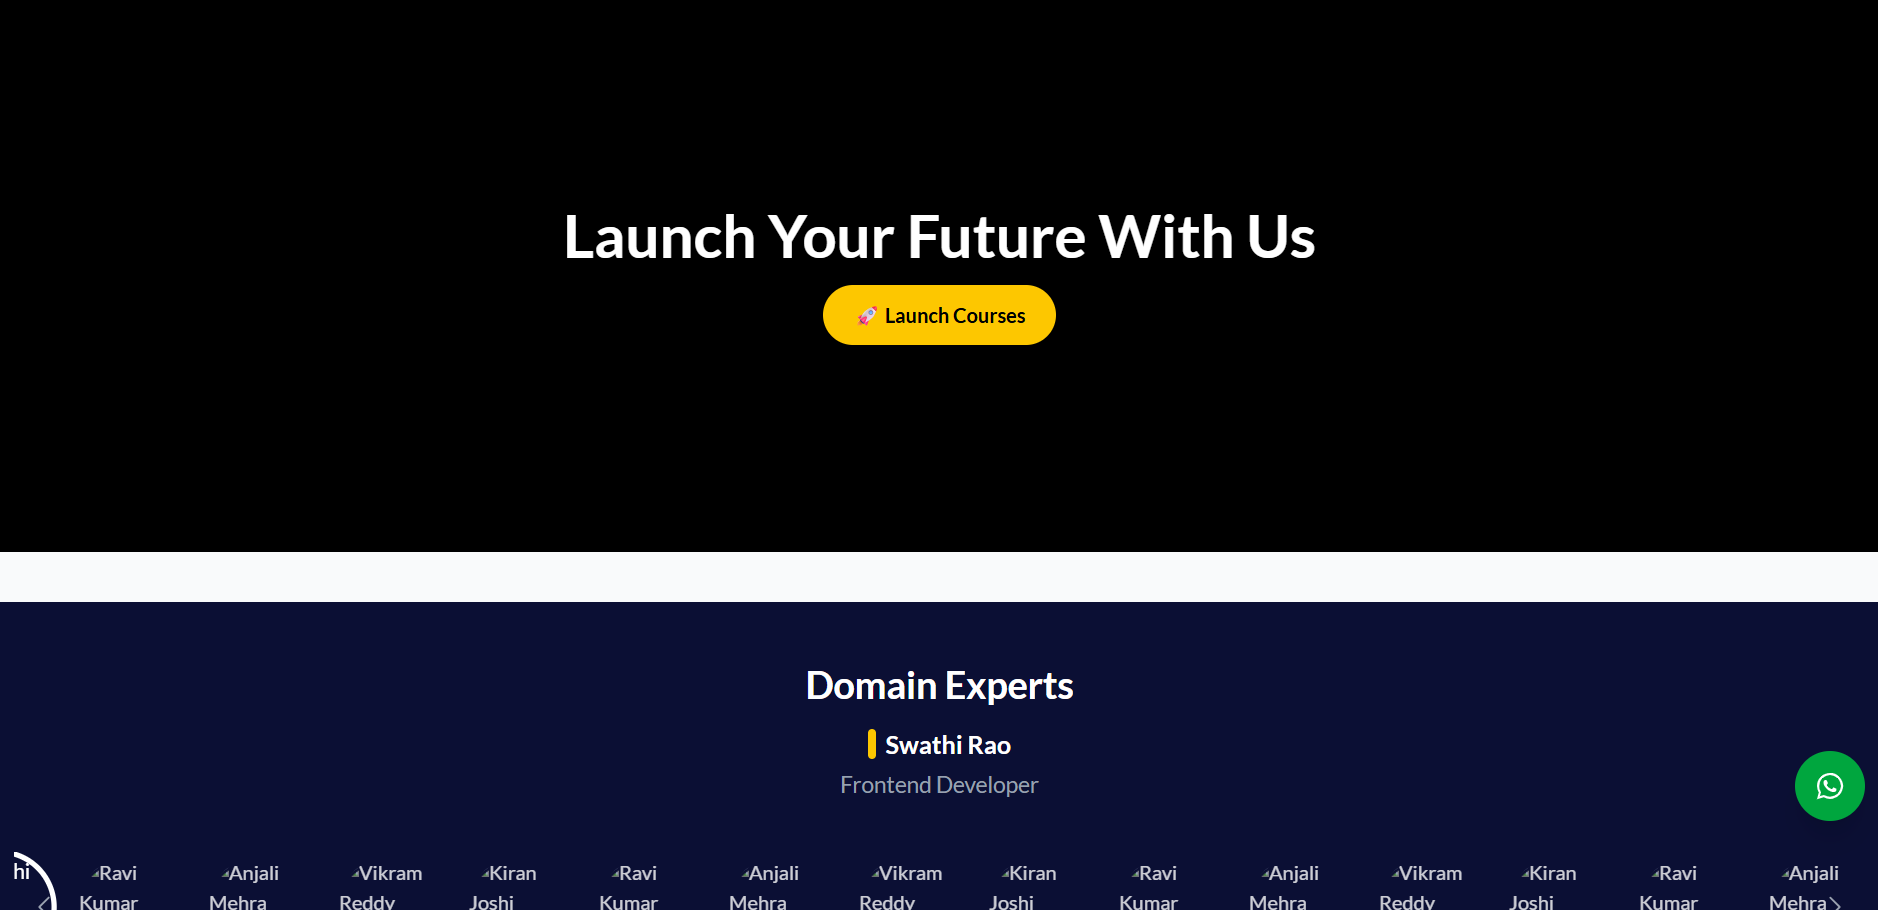 Launch Your Future With Us
🚀 Launch Courses
Domain Experts
Swathi Rao
Frontend Developer
hi Ravi Anjali Vikram Kiran Ravi Anjali Vikram Kiran Ravi Anjali Vikram Kiran Ravi Anjali
Kumar Mehra Reddy Joshi Kumar Mehra Reddy Joshi Kumar Mehra Reddy Joshi Kumar Mehra